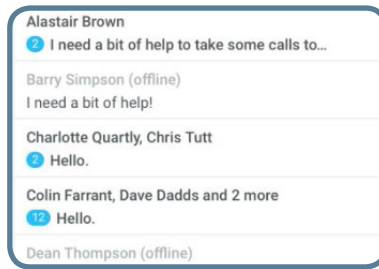 Alastair Brown
2 I need a bit of help to take some calls to...
Barry Simpson (offline)
I need a bit of help!
Charlotte Quartly, Chris Tutt
2 Hello.
Colin Farrant, Dave Dadds and 2 more
12 Hello.
Dean Thompson (offline)